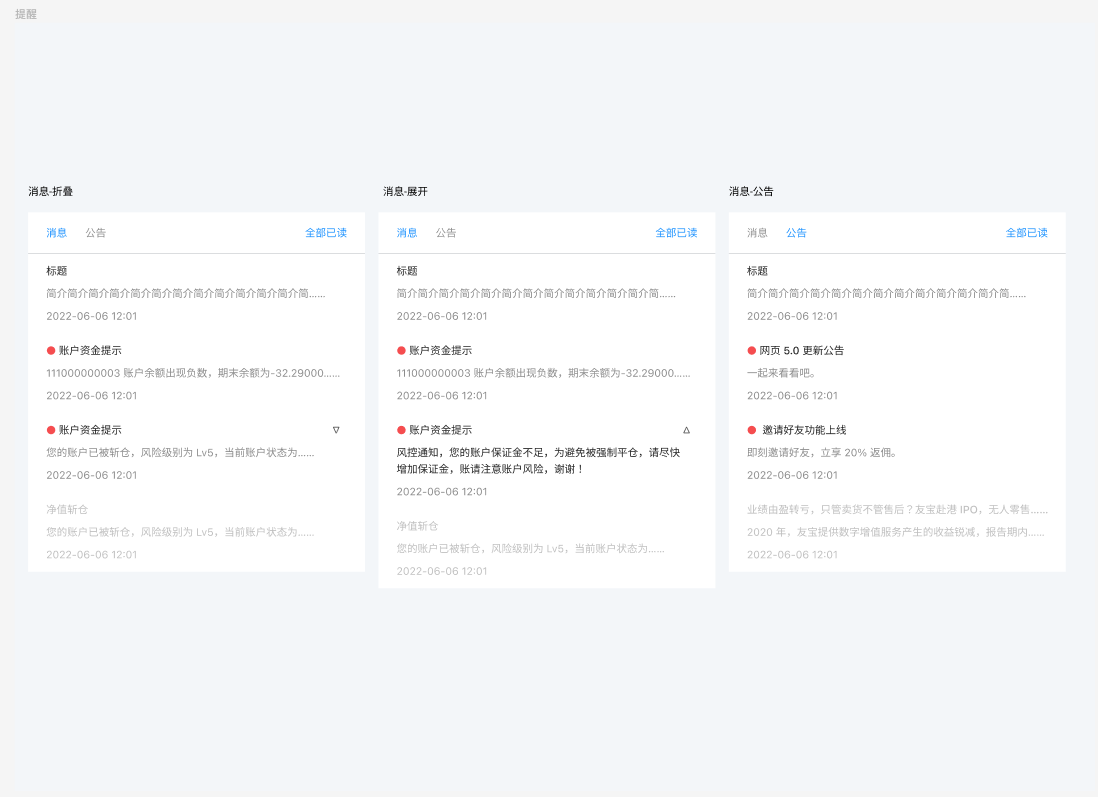 提醒
消息-折叠
消息 公告 全部已读
标题
简介简介简介简介简介简介简介简介简介简介简介简介简......
2022-06-06 12:01
账户资金提示
111000000003 账户余额出现负数，期末余额为-32.29000......
2022-06-06 12:01
账户资金提示
您的账户已被斩仓，风险级别为 Lv5，当前账户状态为......
2022-06-06 12:01
净值斩仓
您的账户已被斩仓，风险级别为 Lv5，当前账户状态为......
2022-06-06 12:01
消息-展开
消息 公告 全部已读
标题
简介简介简介简介简介简介简介简介简介简介简介简介简......
2022-06-06 12:01
账户资金提示
111000000003 账户余额出现负数，期末余额为-32.29000......
2022-06-06 12:01
账户资金提示
风控通知，您的账户保证金不足，为避免被强制平仓，请尽快
增加保证金，账请注意账户风险，谢谢！
2022-06-06 12:01
净值斩仓
您的账户已被斩仓，风险级别为 Lv5，当前账户状态为......
2022-06-06 12:01
消息-公告
消息 公告 全部已读
标题
简介简介简介简介简介简介简介简介简介简介简介简介简......
2022-06-06 12:01
网页 5.0 更新公告
一起来看看吧。
2022-06-06 12:01
邀请好友功能上线
即刻邀请好友，立享 20% 返佣。
2022-06-06 12:01
业绩由盈转亏，只管卖货不管售后？友宝赴港 IPO，无人零售......
2020 年，友宝提供数字增值服务产生的收益锐减，报告期内......
2022-06-06 12:01